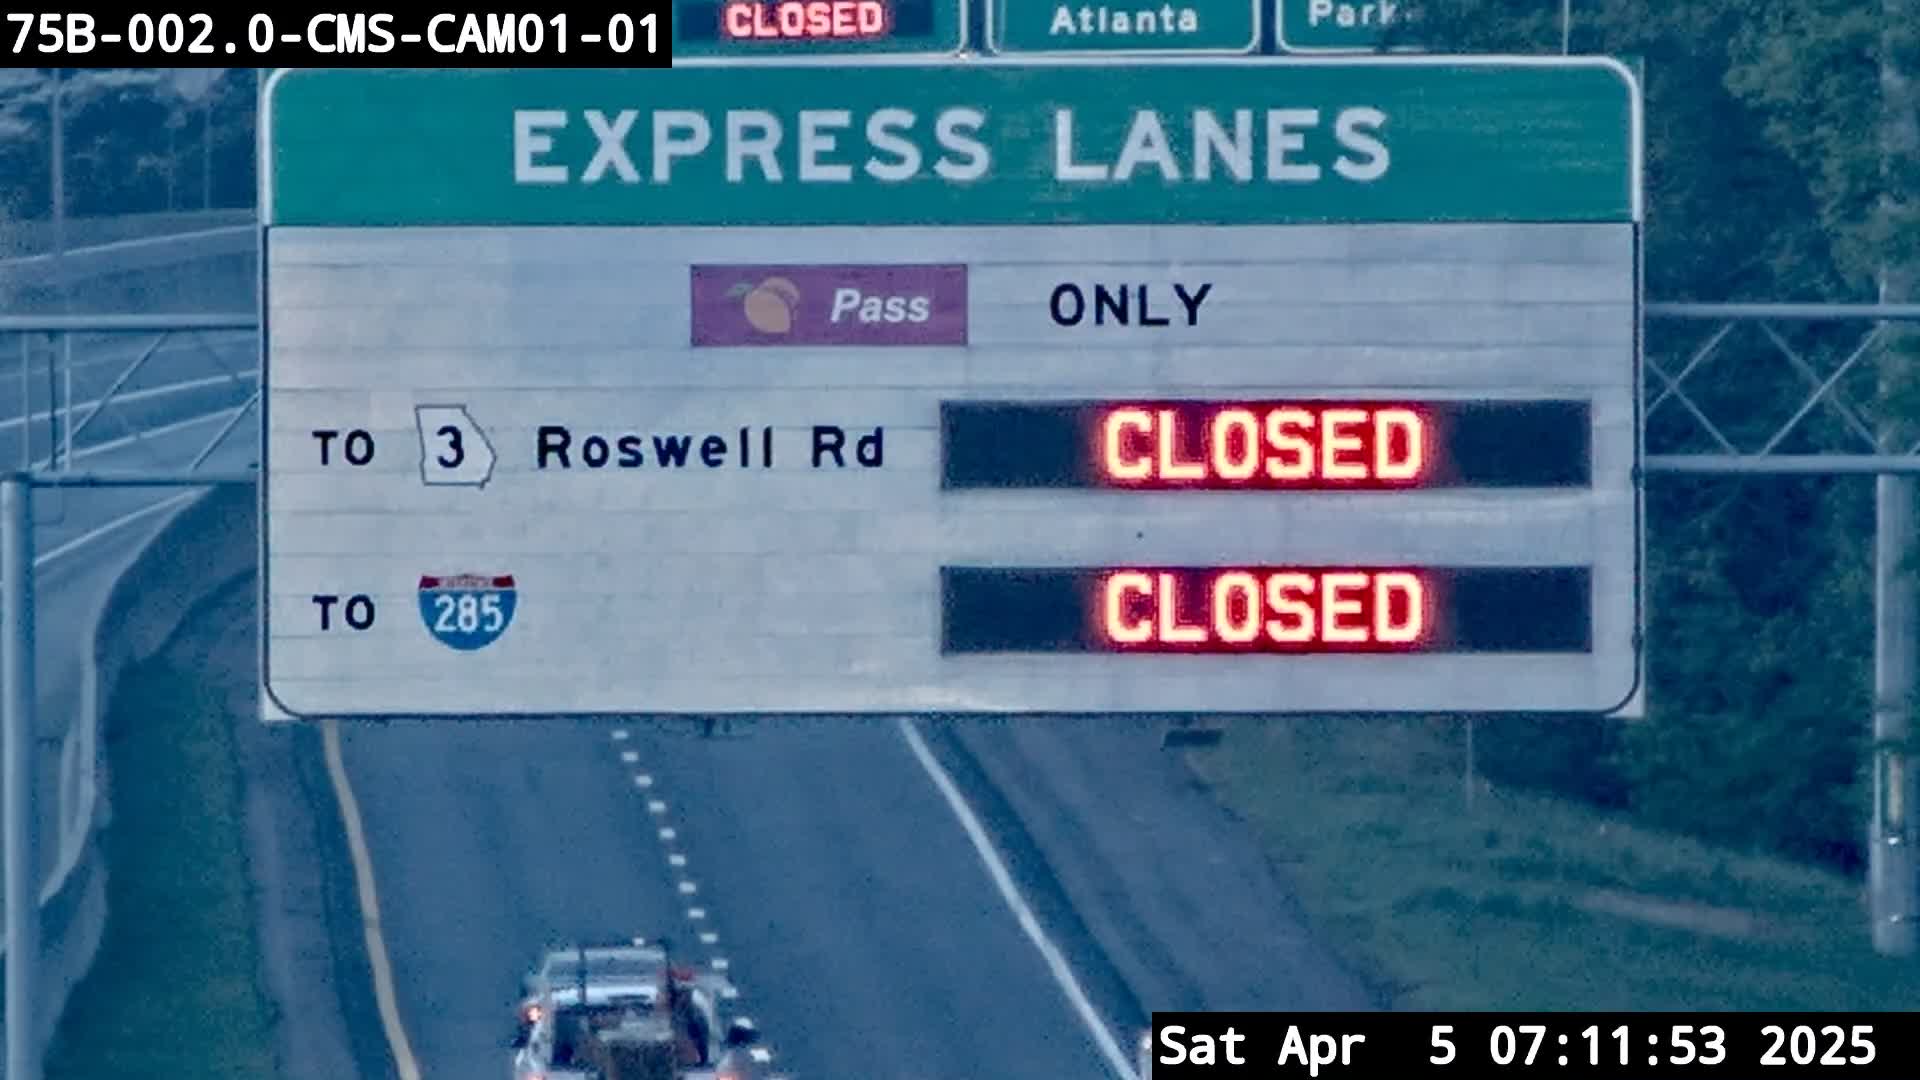 75B-002.0-CMS-CAM01-01
CLOSED
Atlanta
Park
EXPRESS LANES
Pass ONLY
TO 3 Roswell Rd CLOSED
TO 285 CLOSED
Sat Apr 5 07:11:53 2025